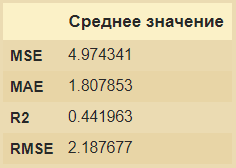 Среднее значение
MSE 4.974341
MAE 1.807853
R2 0.441963
RMSE 2.187677